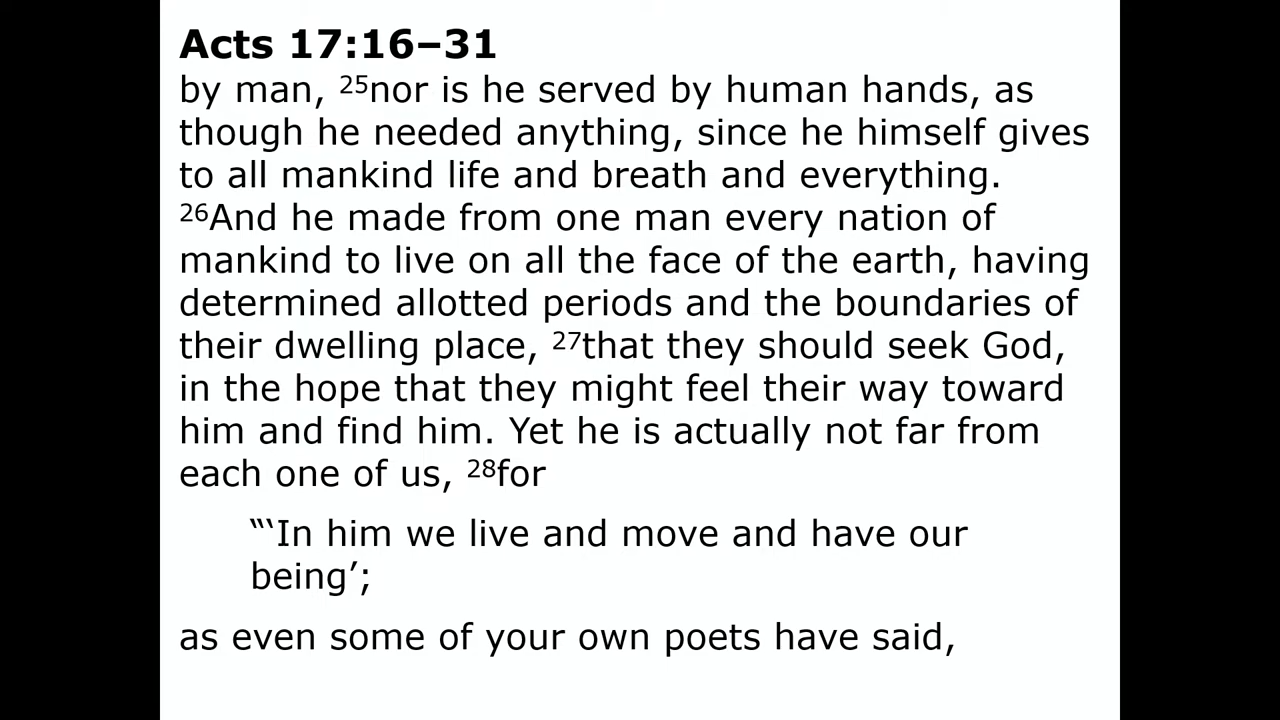 Acts 17:16–31
by man, ²⁵nor is he served by human hands, as
though he needed anything, since he himself gives
to all mankind life and breath and everything.
²⁶And he made from one man every nation of
mankind to live on all the face of the earth, having
determined allotted periods and the boundaries of
their dwelling place, ²⁷that they should seek God,
in the hope that they might feel their way toward
him and find him. Yet he is actually not far from
each one of us, ²⁸for
“‘In him we live and move and have our
being’;
as even some of your own poets have said,